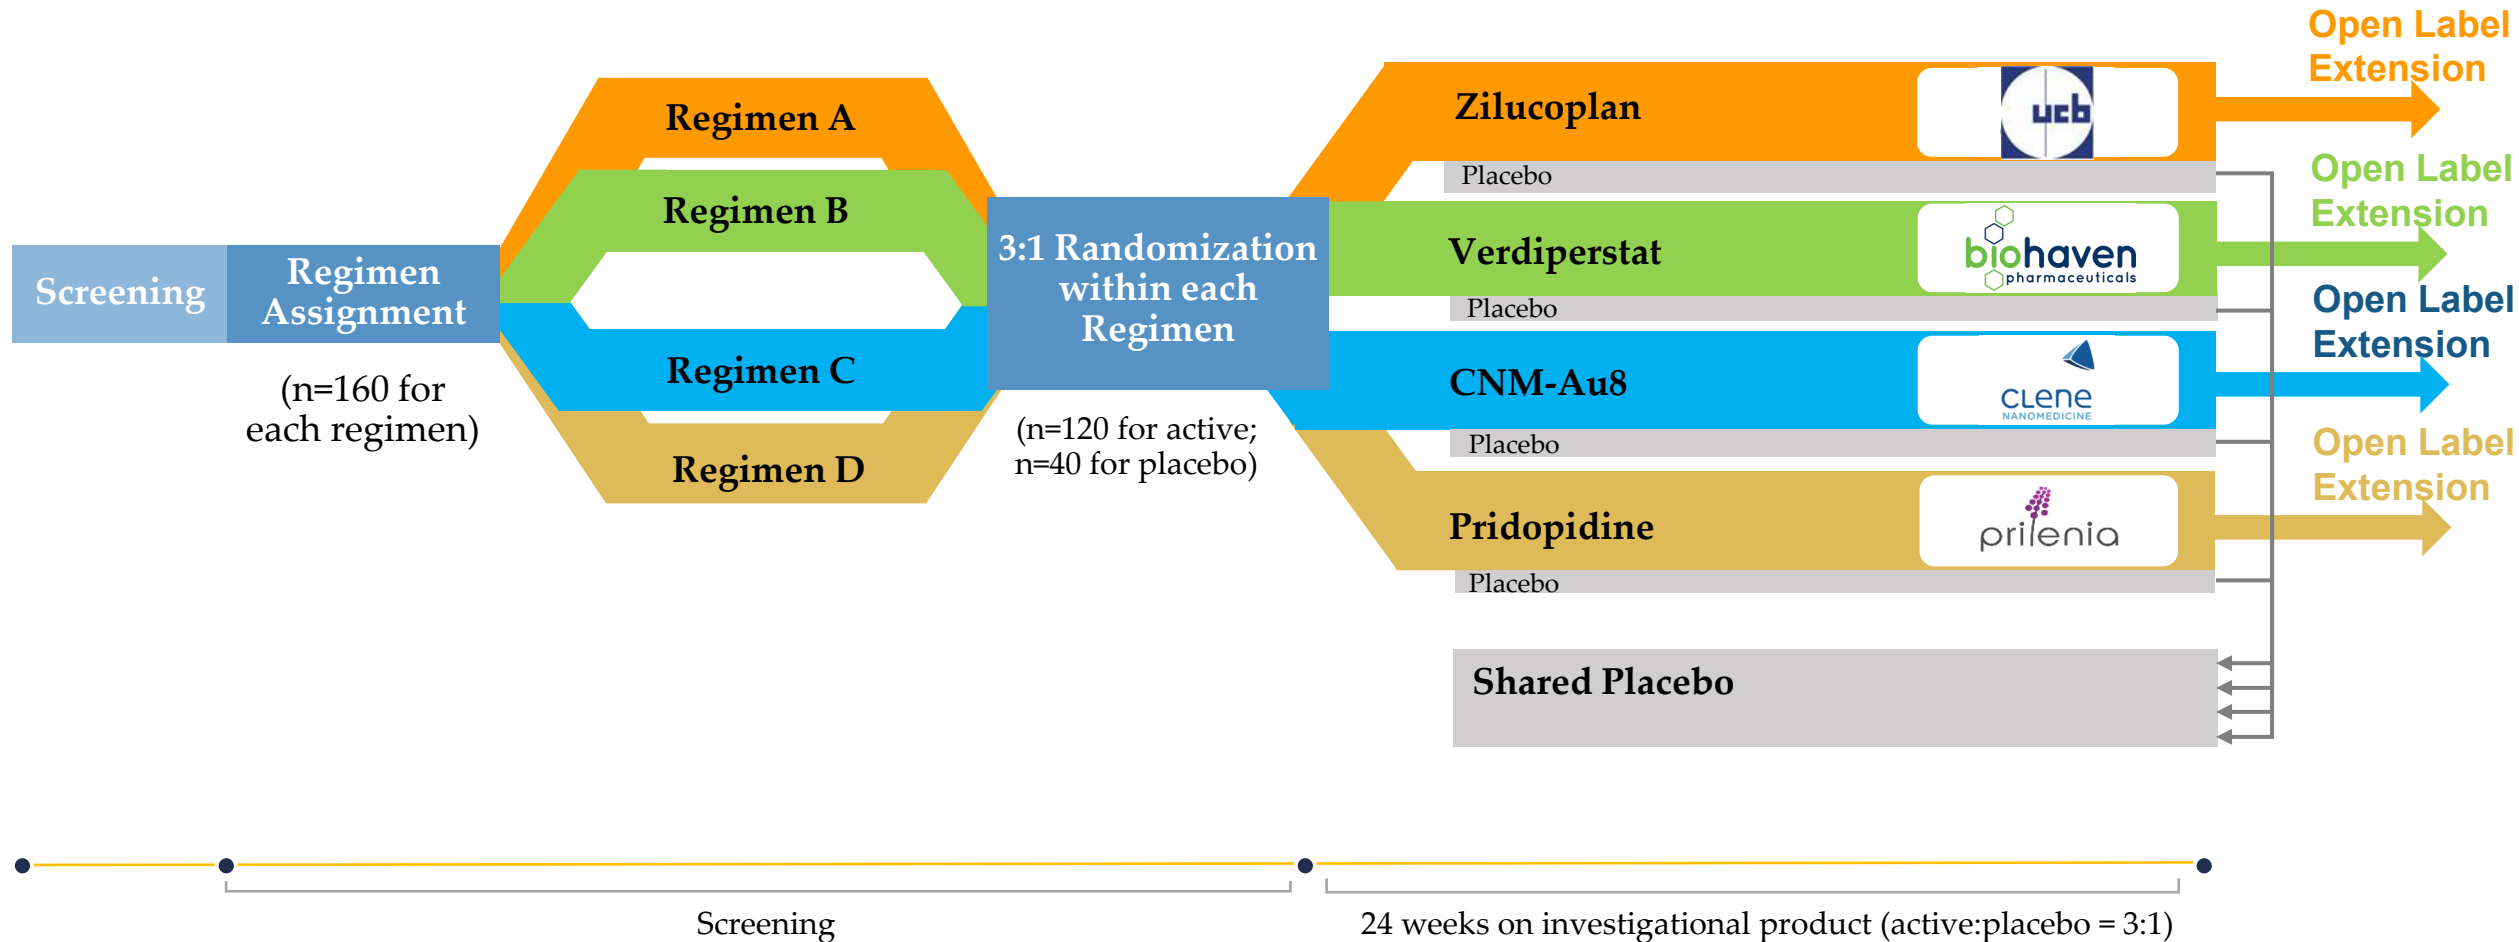 Screening
Regimen
Assignment
(n=160 for
each regimen)
Regimen A
Regimen B
Regimen C
Regimen D
3:1 Randomization
within each
Regimen
(n=120 for active;
n=40 for placebo)
Zilucoplan
ucb
Placebo
Verdiperstat
biohaven
pharmaceuticals
Placebo
CNM-Au8
CLENE
NANOMEDICINE
Placebo
Pridopidine
prilenia
Placebo
Shared Placebo
Open Label
Extension
Open Label
Extension
Open Label
Extension
Open Label
Extension
Screening
24 weeks on investigational product (active:placebo = 3:1)